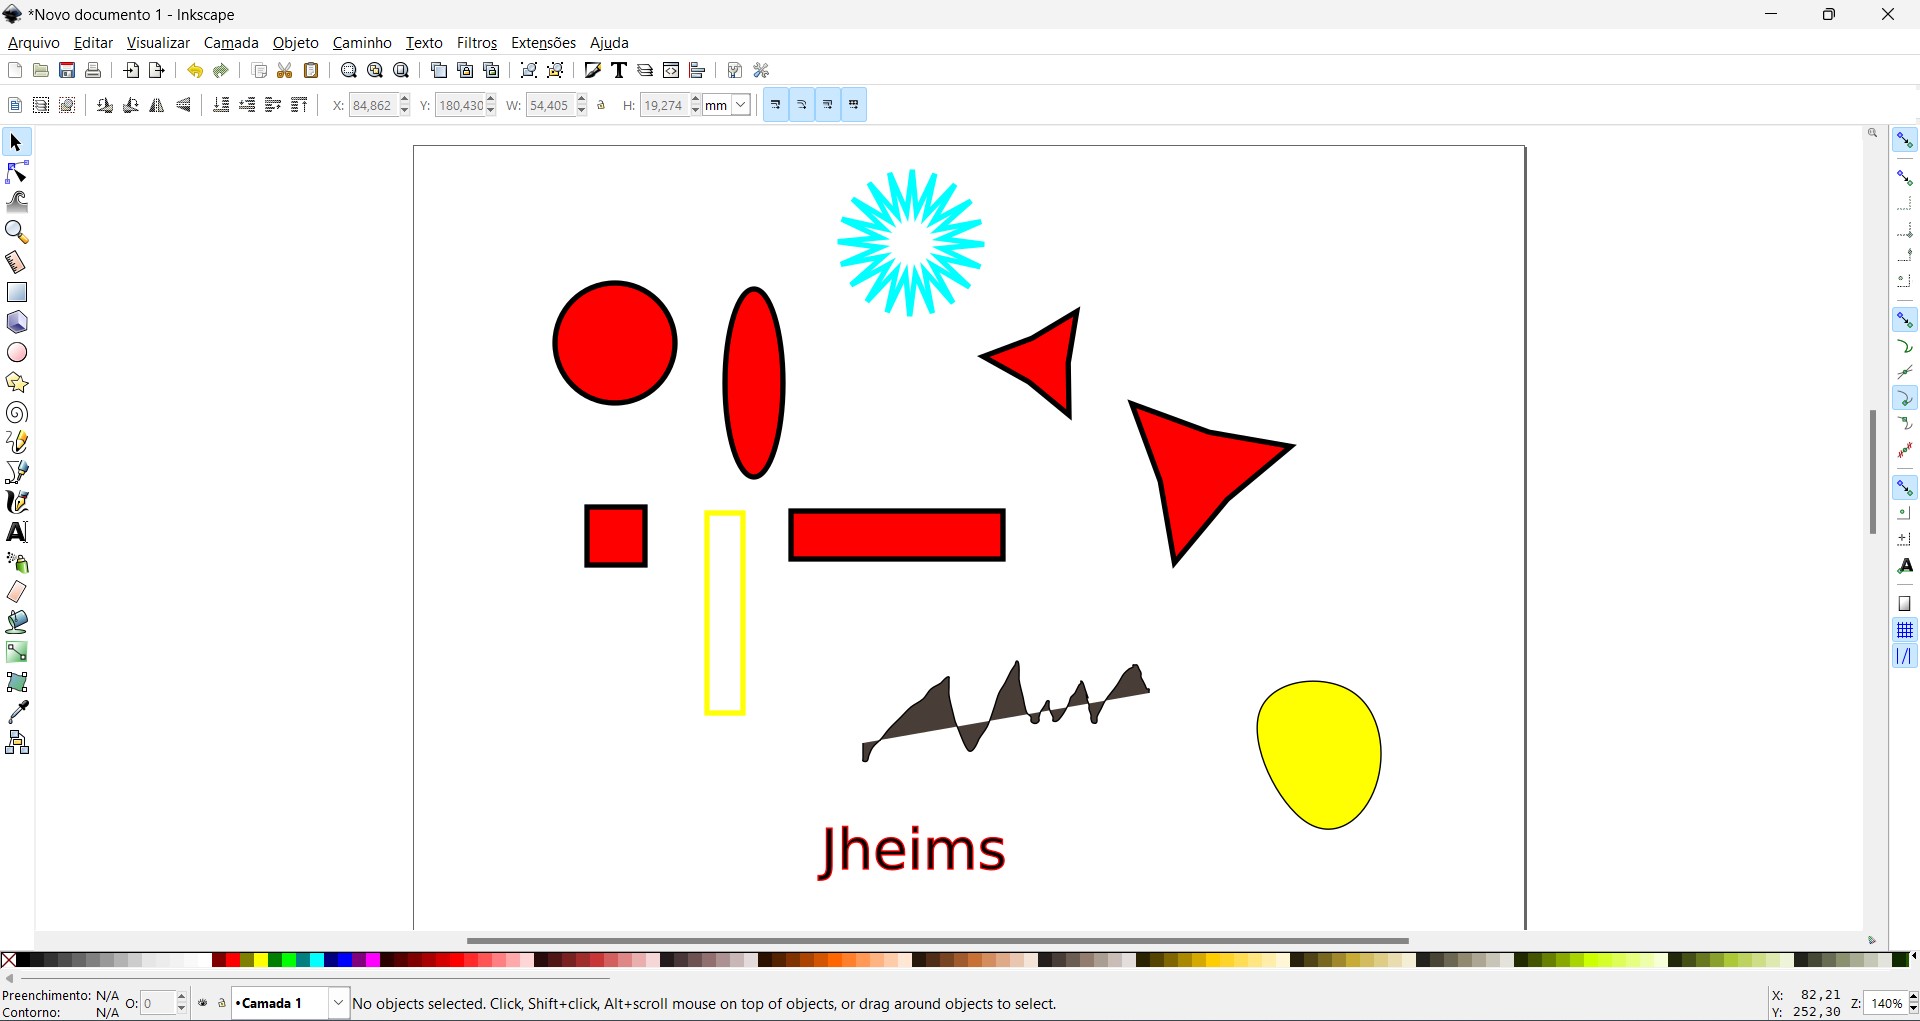 *Novo documento 1 - Inkscape
Arquivo Editar Visualizar Camada Objeto Caminho Texto Filtros Extensões Ajuda
X: 84,862 Y: 180,430 W: 54,405 H: 19,274 mm
Jheims
Preenchimento: N/A
Contorno: N/A
O: 0
•Camada 1
No objects selected. Click, Shift+click, Alt+scroll mouse on top of objects, or drag around objects to select.
X: 82,21
Y: 252,30
Z: 140%